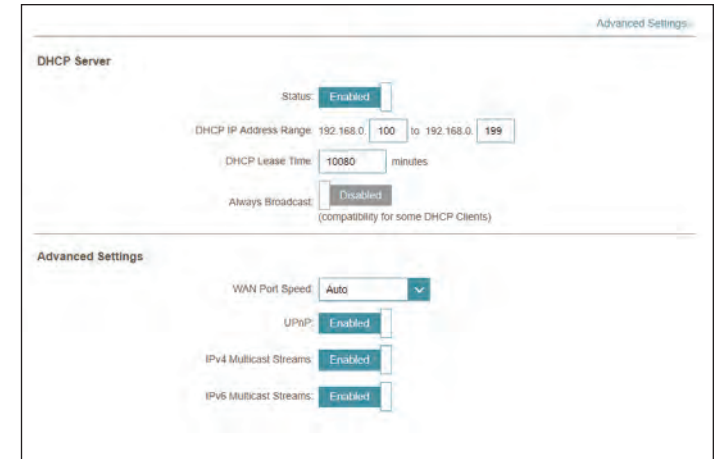 Advanced Settings
DHCP Server
Status: Enabled
DHCP IP Address Range: 192.168.0. 100 to 192.168.0. 199
DHCP Lease Time: 10080 minutes
Always Broadcast: Disabled
(compatibility for some DHCP Clients)
Advanced Settings
WAN Port Speed: Auto
UPnP: Enabled
IPv4 Multicast Streams: Enabled
IPv6 Multicast Streams: Enabled